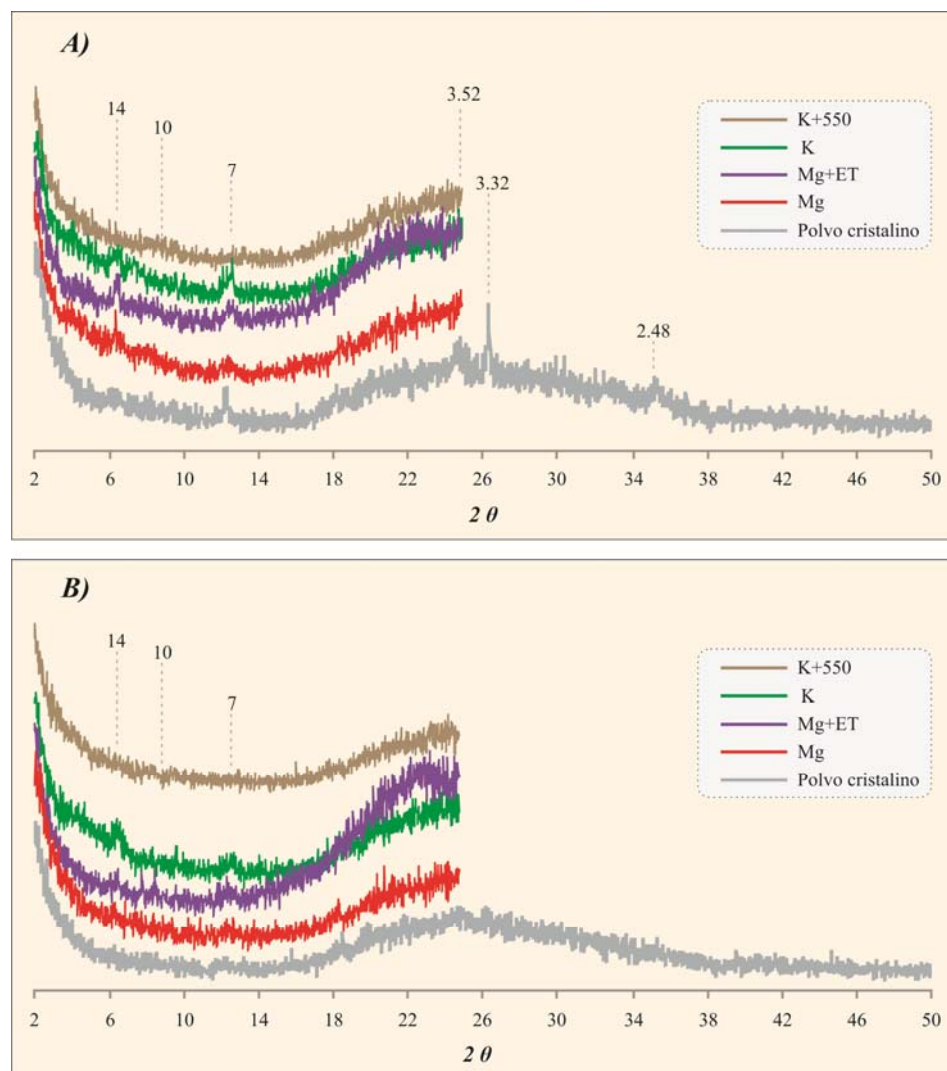 A)
14
10
7
3.52
3.32
2.48
K+550
K
Mg+ET
Mg
Polvo cristalino
2 6 10 14 18 22 26 30 34 38 42 46 50
2 θ
B)
14
10
7
K+550
K
Mg+ET
Mg
Polvo cristalino
2 6 10 14 18 22 26 30 34 38 42 46 50
2 θ